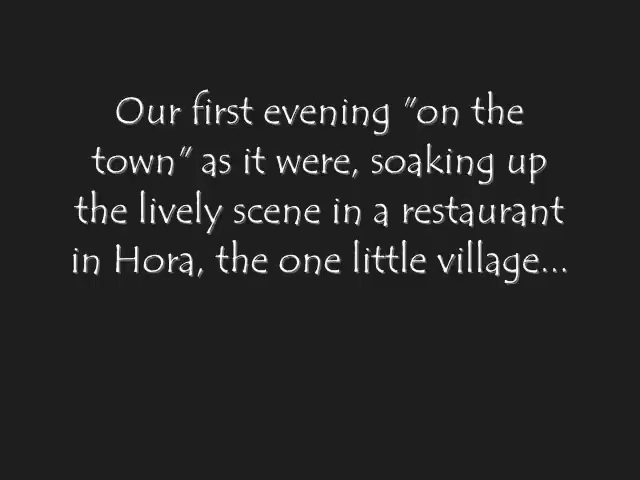 Our first evening "on the
town" as it were, soaking up
the lively scene in a restaurant
in Hora, the one little village...